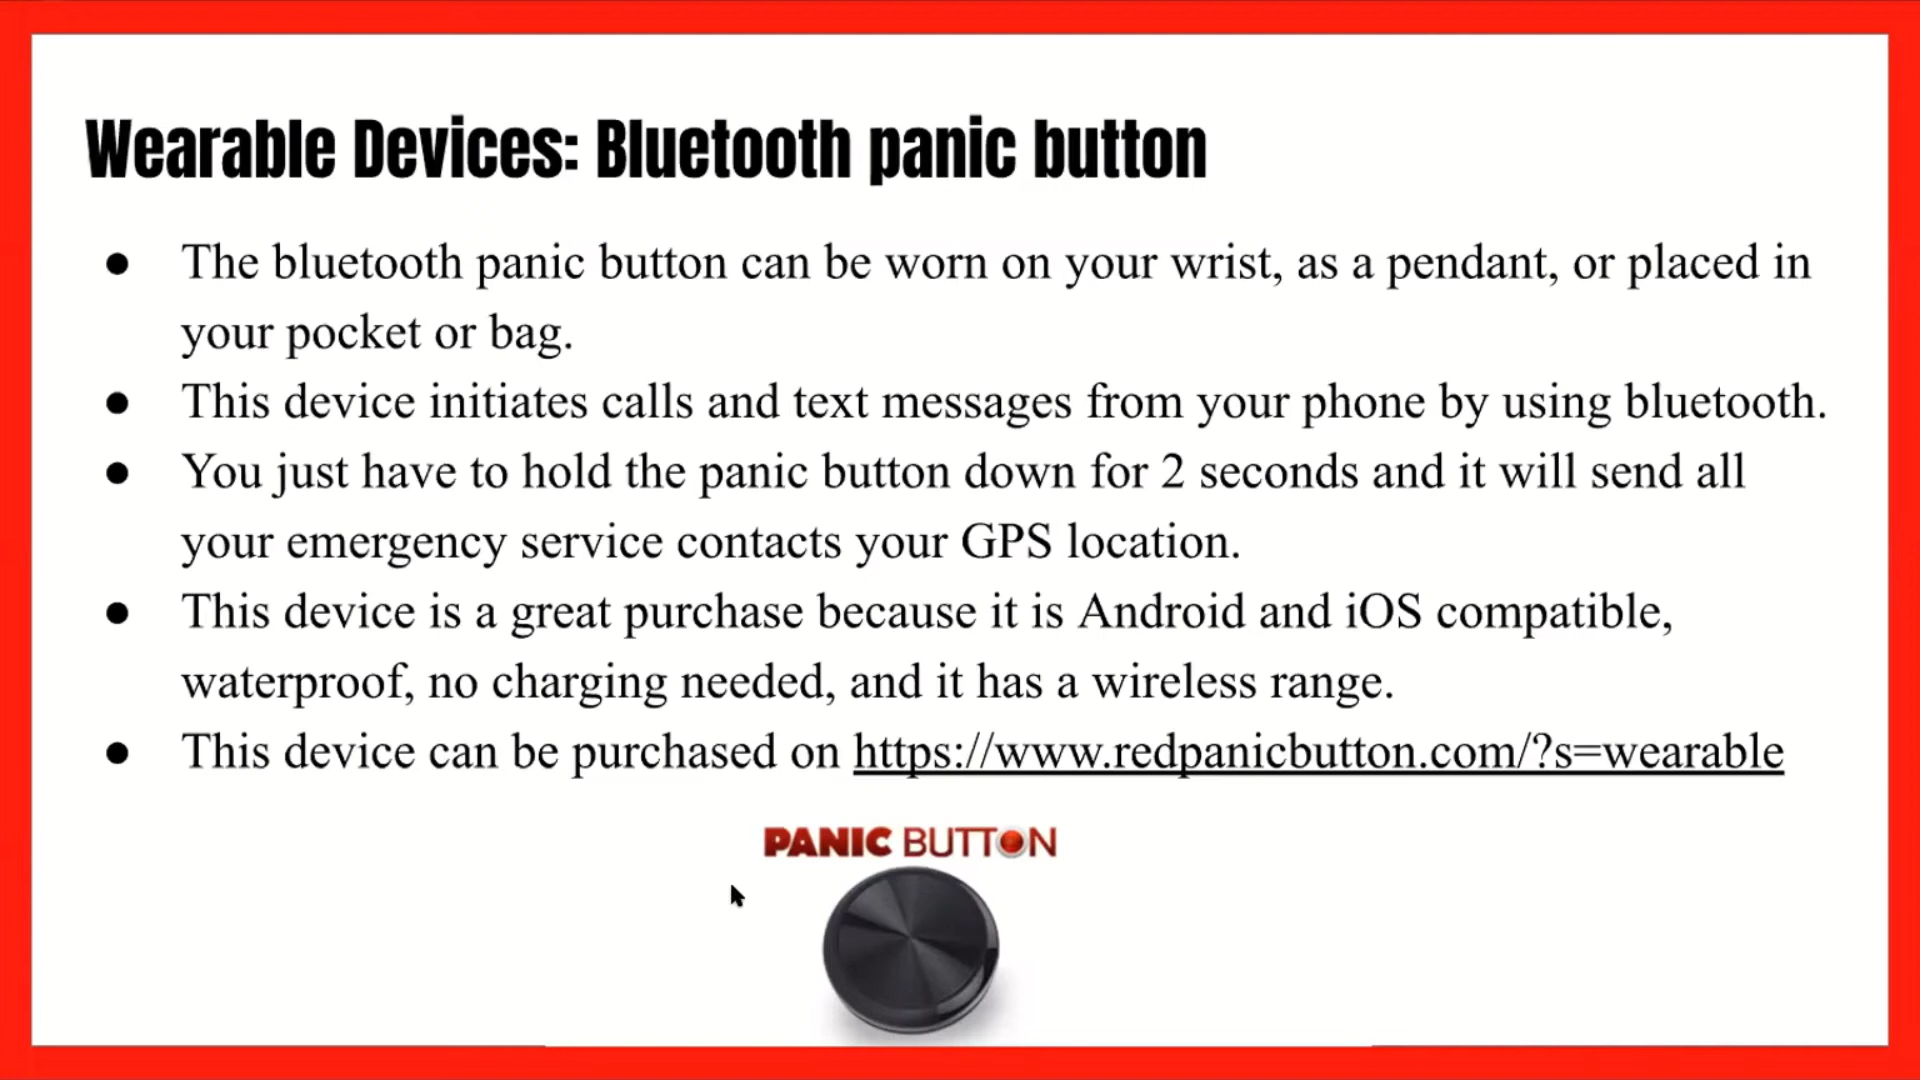 Wearable Devices: Bluetooth panic button
● The bluetooth panic button can be worn on your wrist, as a pendant, or placed in
your pocket or bag.
● This device initiates calls and text messages from your phone by using bluetooth.
● You just have to hold the panic button down for 2 seconds and it will send all
your emergency service contacts your GPS location.
● This device is a great purchase because it is Android and iOS compatible,
waterproof, no charging needed, and it has a wireless range.
● This device can be purchased on https://www.redpanicbutton.com/?s=wearable
PANIC BUTTON